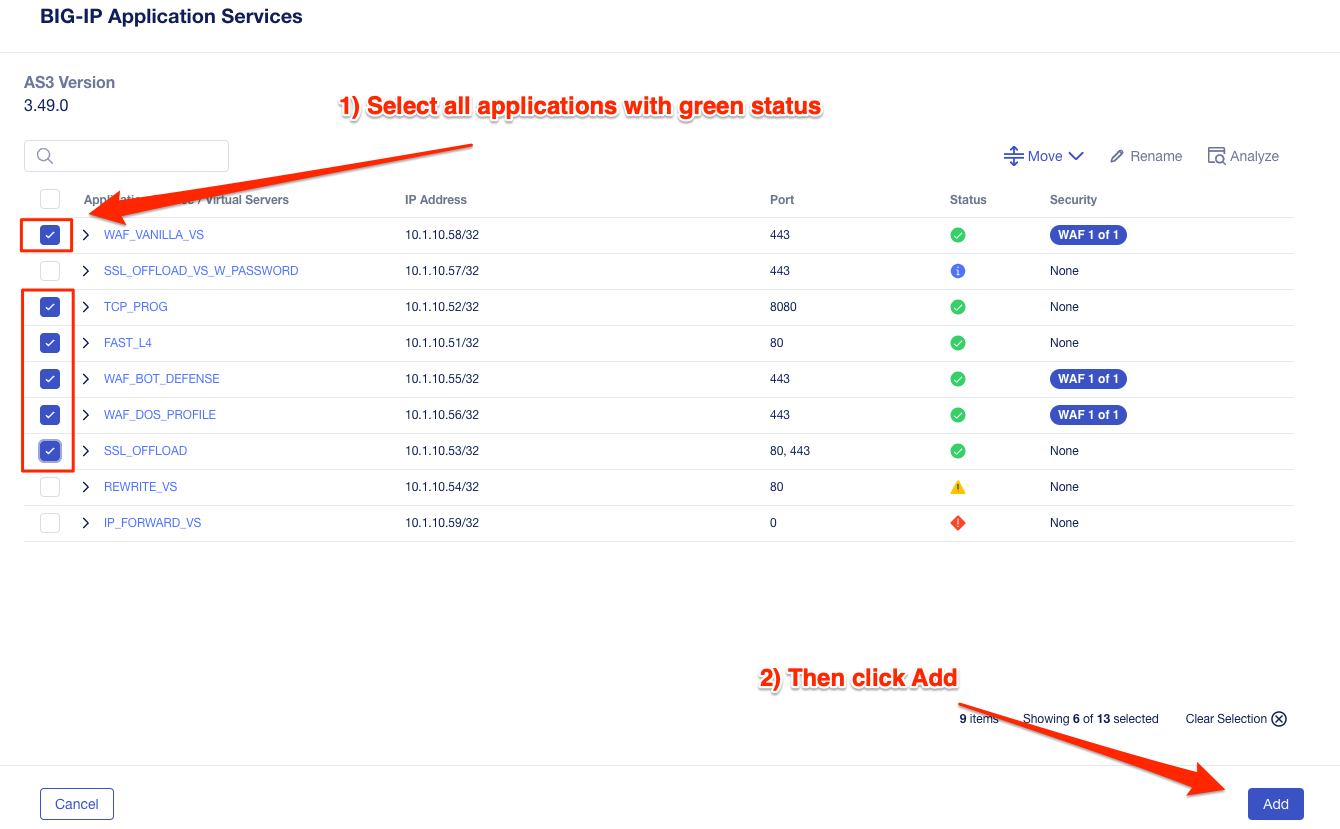 BIG-IP Application Services
AS3 Version
3.49.0
1) Select all applications with green status
Move Rename Analyze
Virtual Servers IP Address Port Status Security
WAF_VANILLA_VS 10.1.10.58/32 443 WAF 1 of 1
SSL_OFFLOAD_VS_W_PASSWORD 10.1.10.57/32 443 None
TCP_PROG 10.1.10.52/32 8080 None
FAST_L4 10.1.10.51/32 80 None
WAF_BOT_DEFENSE 10.1.10.55/32 443 WAF 1 of 1
WAF_DOS_PROFILE 10.1.10.56/32 443 WAF 1 of 1
SSL_OFFLOAD 10.1.10.53/32 80, 443 None
REWRITE_VS 10.1.10.54/32 80 None
IP_FORWARD_VS 10.1.10.59/32 0 None
2) Then click Add
9 items Showing 6 of 13 selected Clear Selection
Cancel Add